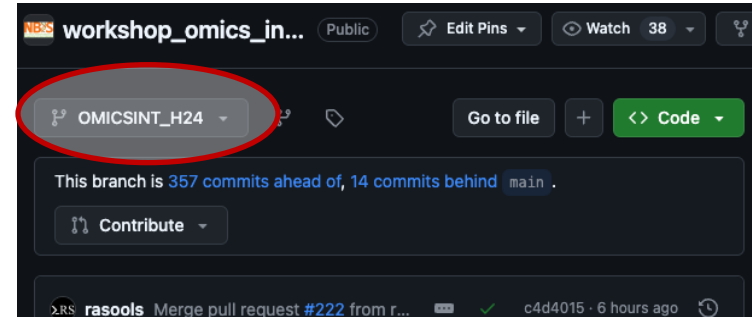 NBIS workshop_omics_in... Public Edit Pins Watch 38
OMICSINT_H24 Go to file <> Code
This branch is 357 commits ahead of, 14 commits behind main .
Contribute
RS rasools Merge pull request #222 from r... c4d4015 · 6 hours ago